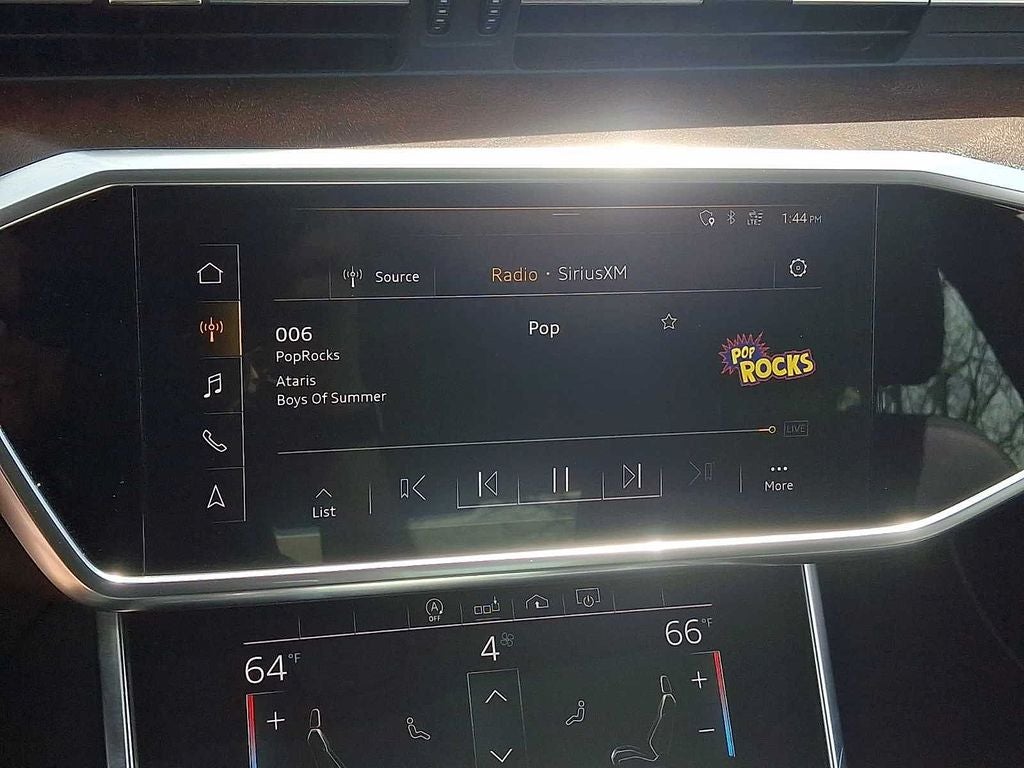 LTE
1:44 PM
Source
Radio · SiriusXM
006
Pop
PopRocks
POP
ROCKS
Ataris
Boys Of Summer
LIVE
List
More
A
OFF
64°F
4
66°F